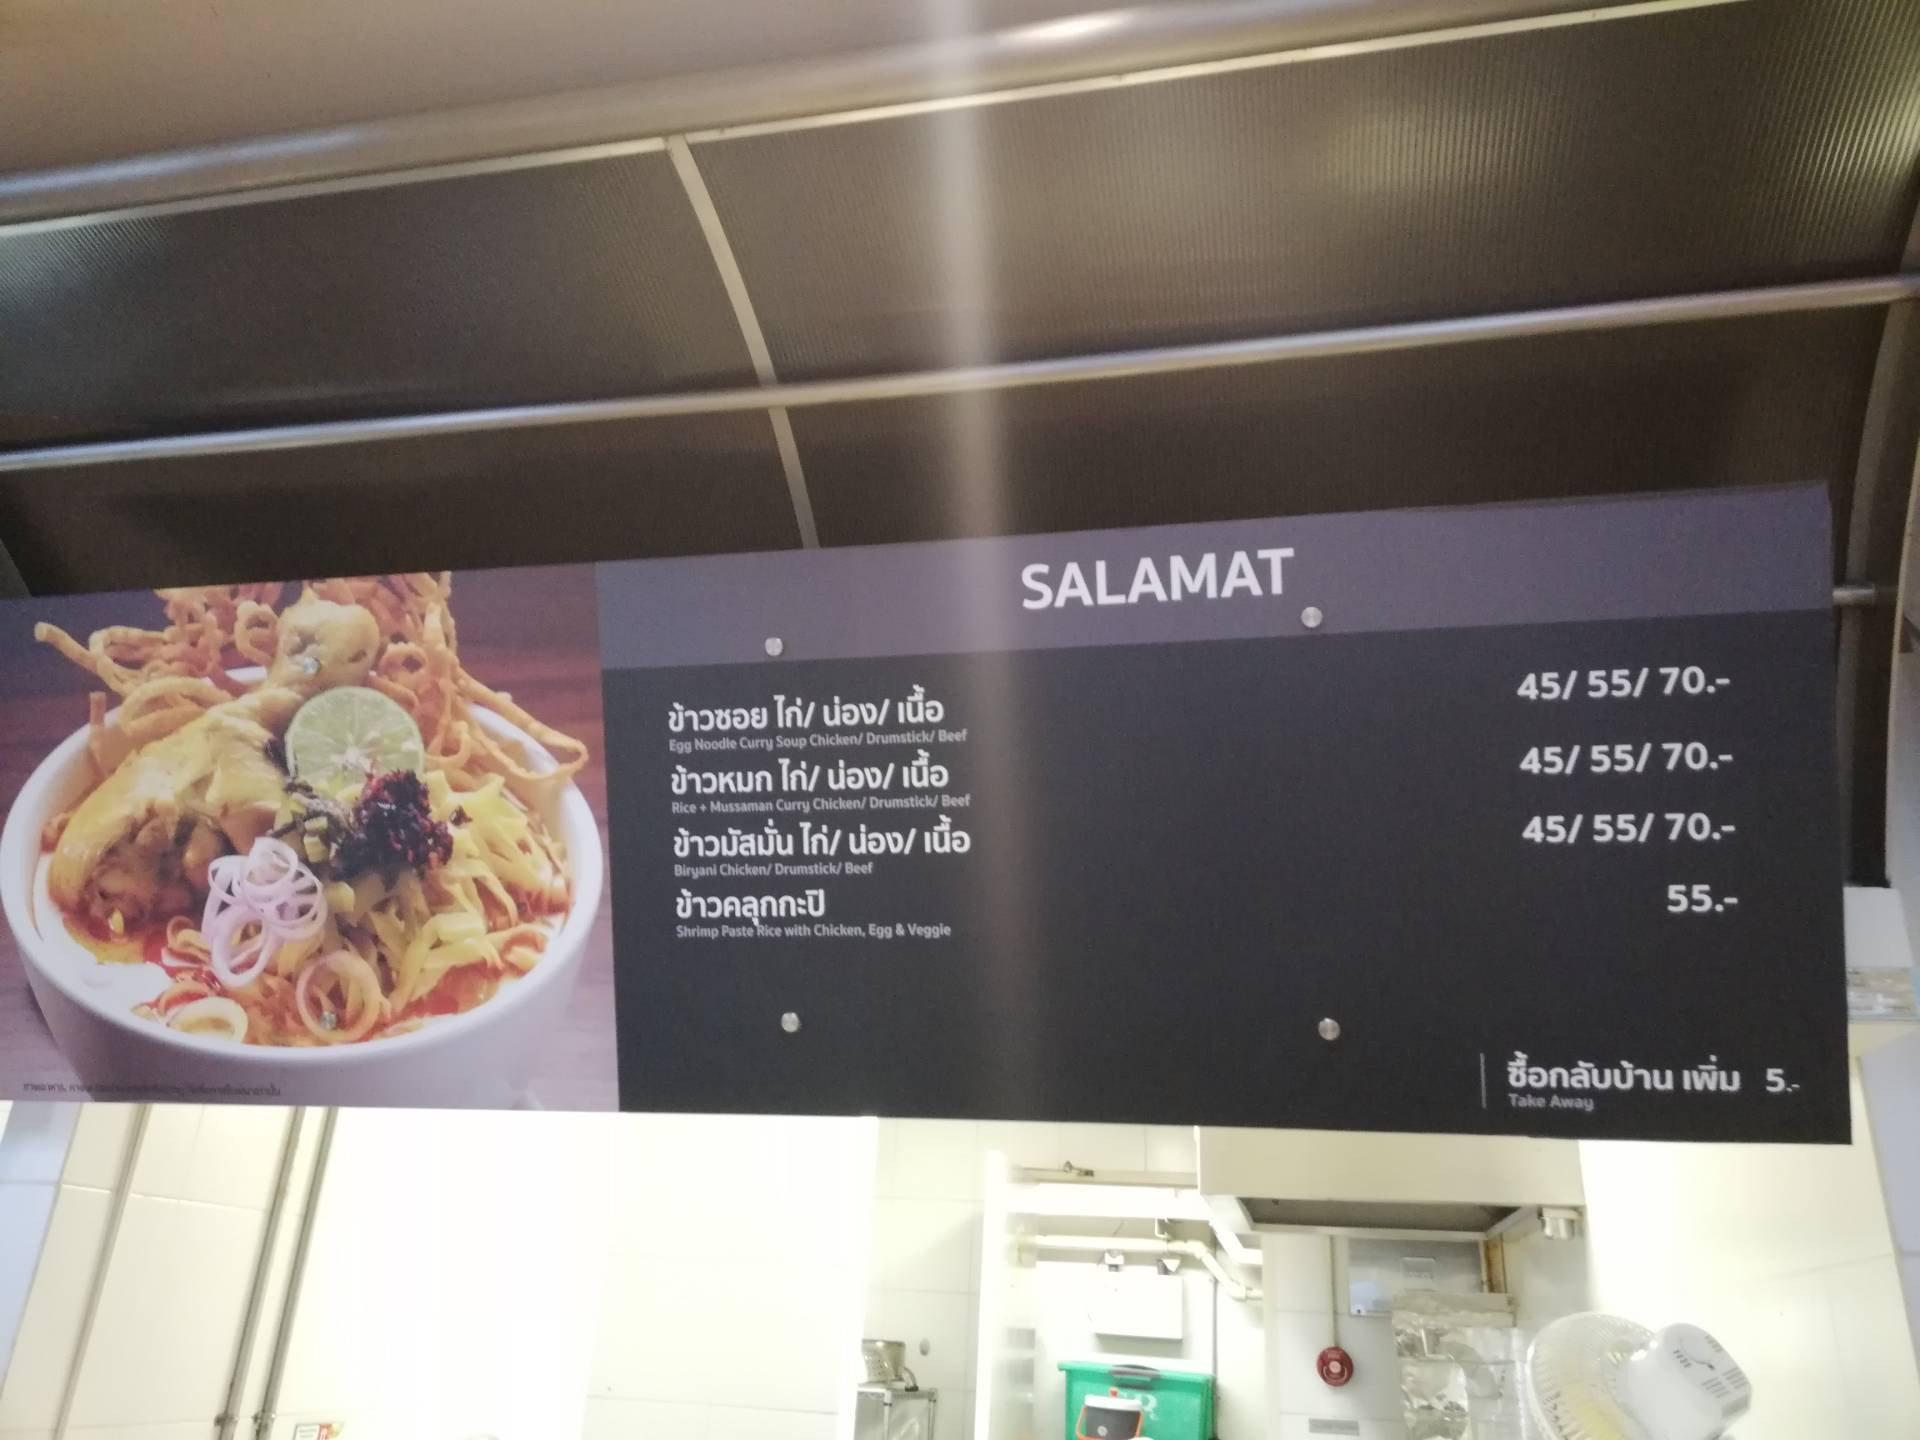 SALAMAT
ข้าวซอย ไก่/ น่อง/ เนื้อ 45/ 55/ 70.-
Egg Noodle Curry Soup Chicken/ Drumstick/ Beef
ข้าวหมก ไก่/ น่อง/ เนื้อ 45/ 55/ 70.-
Rice + Mussaman Curry Chicken/ Drumstick/ Beef
ข้าวมัสมั่น ไก่/ น่อง/ เนื้อ 45/ 55/ 70.-
Biryani Chicken/ Drumstick/ Beef
ข้าวคลุกกะปิ 55.-
Shrimp Paste Rice with Chicken, Egg & Veggie
ซื้อกลับบ้าน เพิ่ม 5.-
Take Away